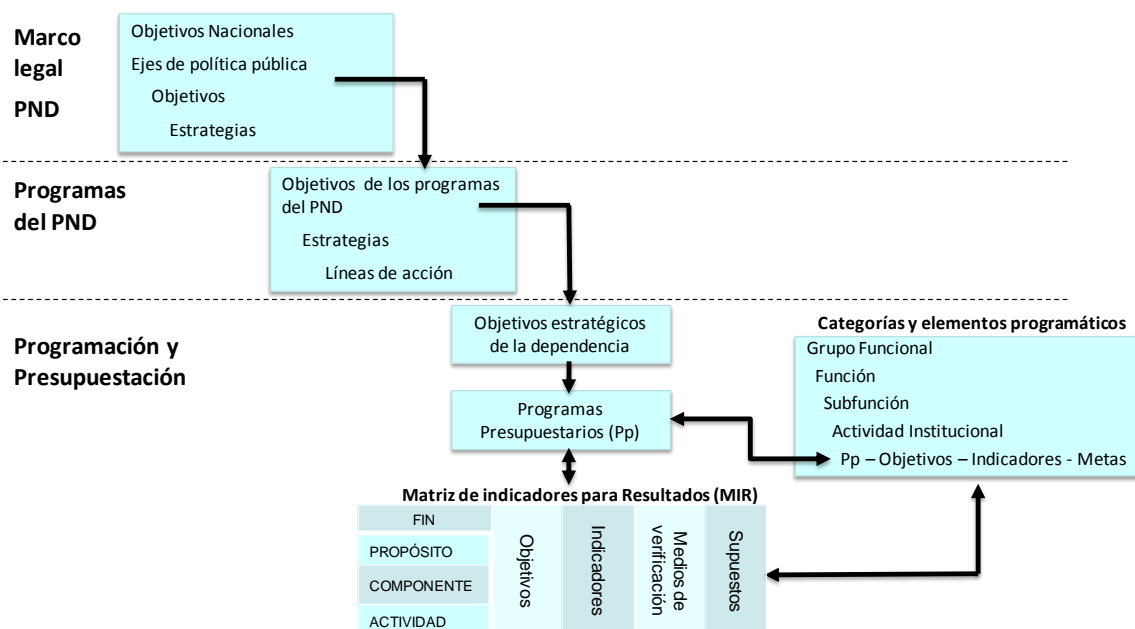 Marco
legal
PND
Objetivos Nacionales
Ejes de política pública
Objetivos
Estrategias
Programas
del PND
Objetivos de los programas
del PND
Estrategias
Líneas de acción
Programación y
Presupuestación
Objetivos estratégicos
de la dependencia
Programas
Presupuestarios (Pp)
Categorías y elementos programáticos
Grupo Funcional
Función
Subfunción
Actividad Institucional
Pp – Objetivos – Indicadores - Metas
Matriz de indicadores para Resultados (MIR)
FIN
PROPÓSITO
COMPONENTE
ACTIVIDAD
Objetivos
Indicadores
Medios de
verificación
Supuestos